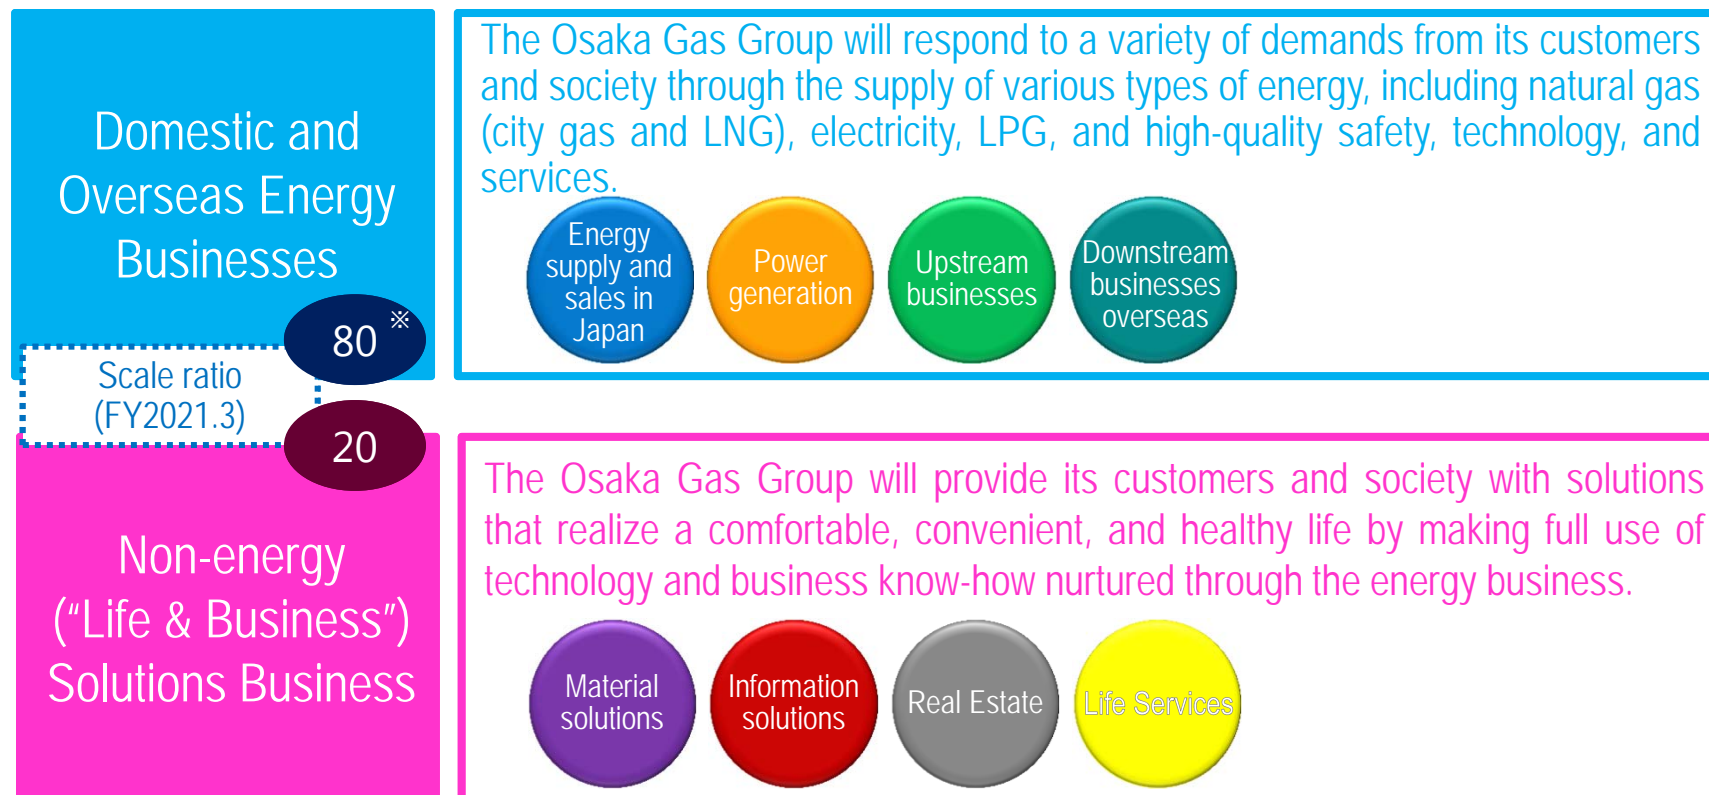 Domestic and
Overseas Energy
Businesses
The Osaka Gas Group will respond to a variety of demands from its customers
and society through the supply of various types of energy, including natural gas
(city gas and LNG), electricity, LPG, and high-quality safety, technology, and
services.
Energy
supply and
sales in
Japan
Power
generation
Upstream
businesses
Downstream
businesses
overseas
80 ※
Scale ratio
(FY2021.3)
20
Non-energy
(“Life & Business”)
Solutions Business
The Osaka Gas Group will provide its customers and society with solutions
that realize a comfortable, convenient, and healthy life by making full use of
technology and business know-how nurtured through the energy business.
Material
solutions
Information
solutions
Real Estate
Life Services